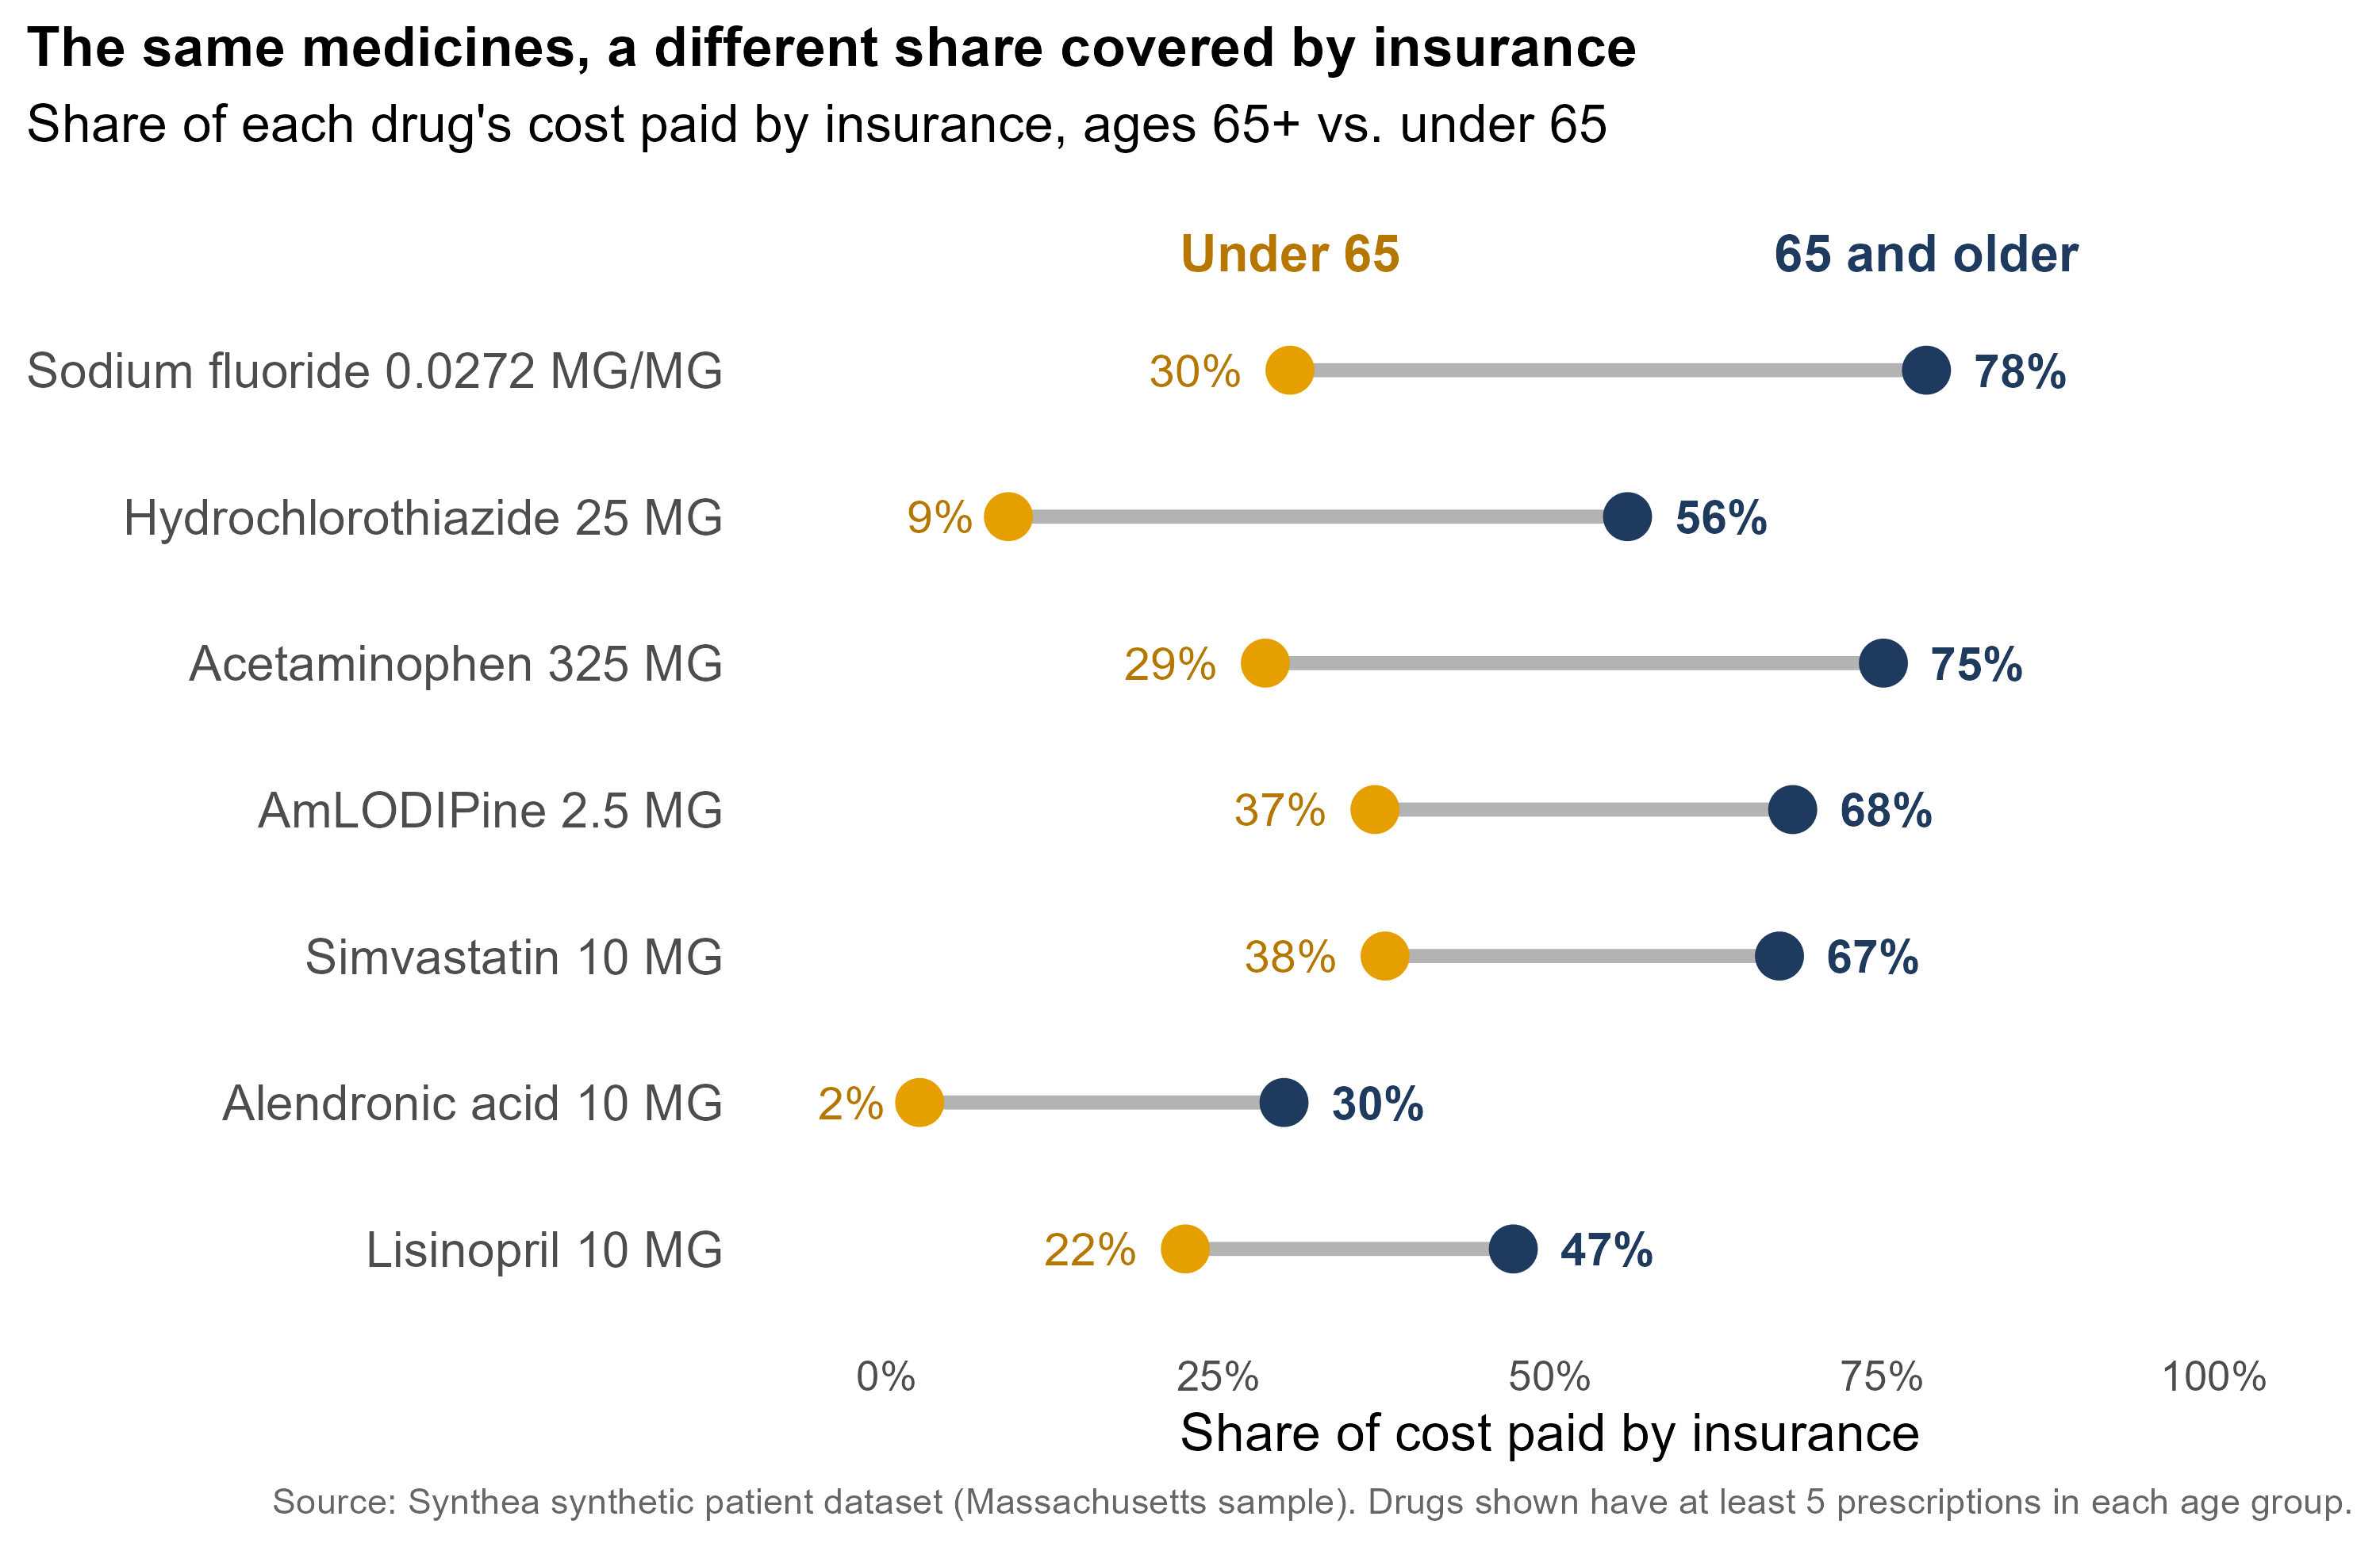 The same medicines, a different share covered by insurance
Share of each drug's cost paid by insurance, ages 65+ vs. under 65
Under 65 65 and older
Sodium fluoride 0.0272 MG/MG 30% 78%
Hydrochlorothiazide 25 MG 9% 56%
Acetaminophen 325 MG 29% 75%
AmLODIPine 2.5 MG 37% 68%
Simvastatin 10 MG 38% 67%
Alendronic acid 10 MG 2% 30%
Lisinopril 10 MG 22% 47%
0% 25% 50% 75% 100%
Share of cost paid by insurance
Source: Synthea synthetic patient dataset (Massachusetts sample). Drugs shown have at least 5 prescriptions in each age group.